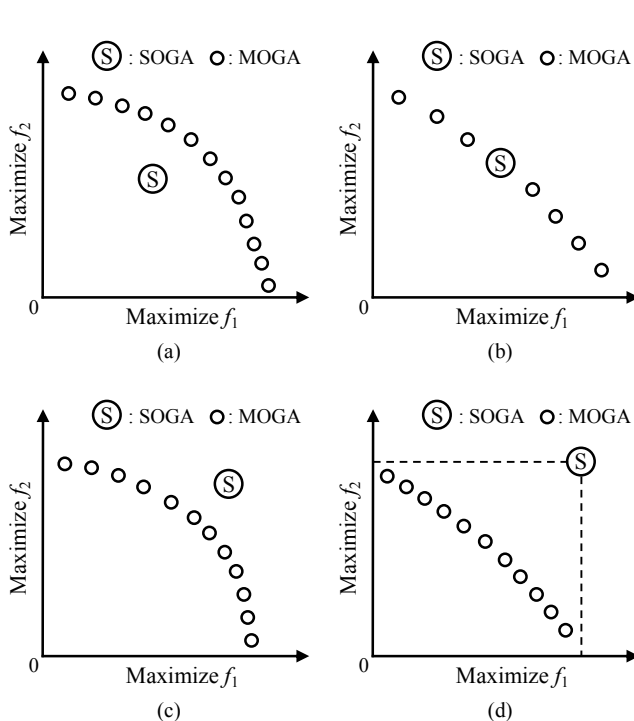 S : SOGA : MOGA
Maximize f2
S
0
Maximize f1
(a)
S : SOGA : MOGA
Maximize f2
S
0
Maximize f1
(b)
S : SOGA : MOGA
Maximize f2
S
0
Maximize f1
(c)
S : SOGA : MOGA
Maximize f2
S
0
Maximize f1
(d)